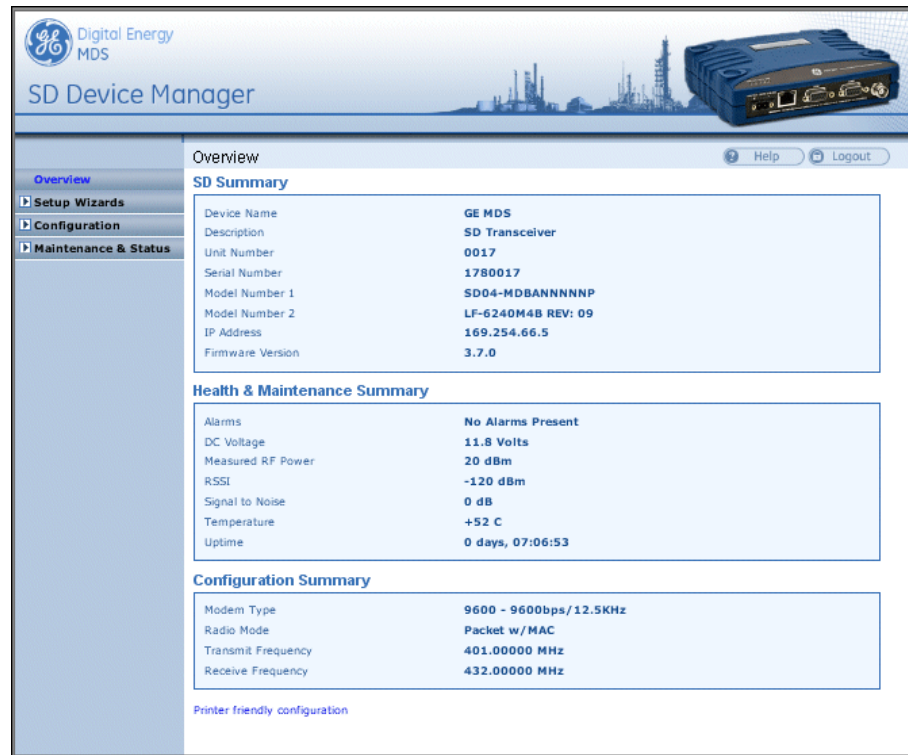 Digital Energy
MDS
SD Device Manager
Overview
Help
Logout
Overview
Setup Wizards
Configuration
Maintenance & Status
SD Summary
Device Name GE MDS
Description SD Transceiver
Unit Number 0017
Serial Number 1780017
Model Number 1 SD04-MDBANNNNNP
Model Number 2 LF-6240M4B REV: 09
IP Address 169.254.66.5
Firmware Version 3.7.0
Health & Maintenance Summary
Alarms No Alarms Present
DC Voltage 11.8 Volts
Measured RF Power 20 dBm
RSSI -120 dBm
Signal to Noise 0 dB
Temperature +52 C
Uptime 0 days, 07:06:53
Configuration Summary
Modem Type 9600 - 9600bps/12.5KHz
Radio Mode Packet w/MAC
Transmit Frequency 401.00000 MHz
Receive Frequency 432.00000 MHz
Printer friendly configuration